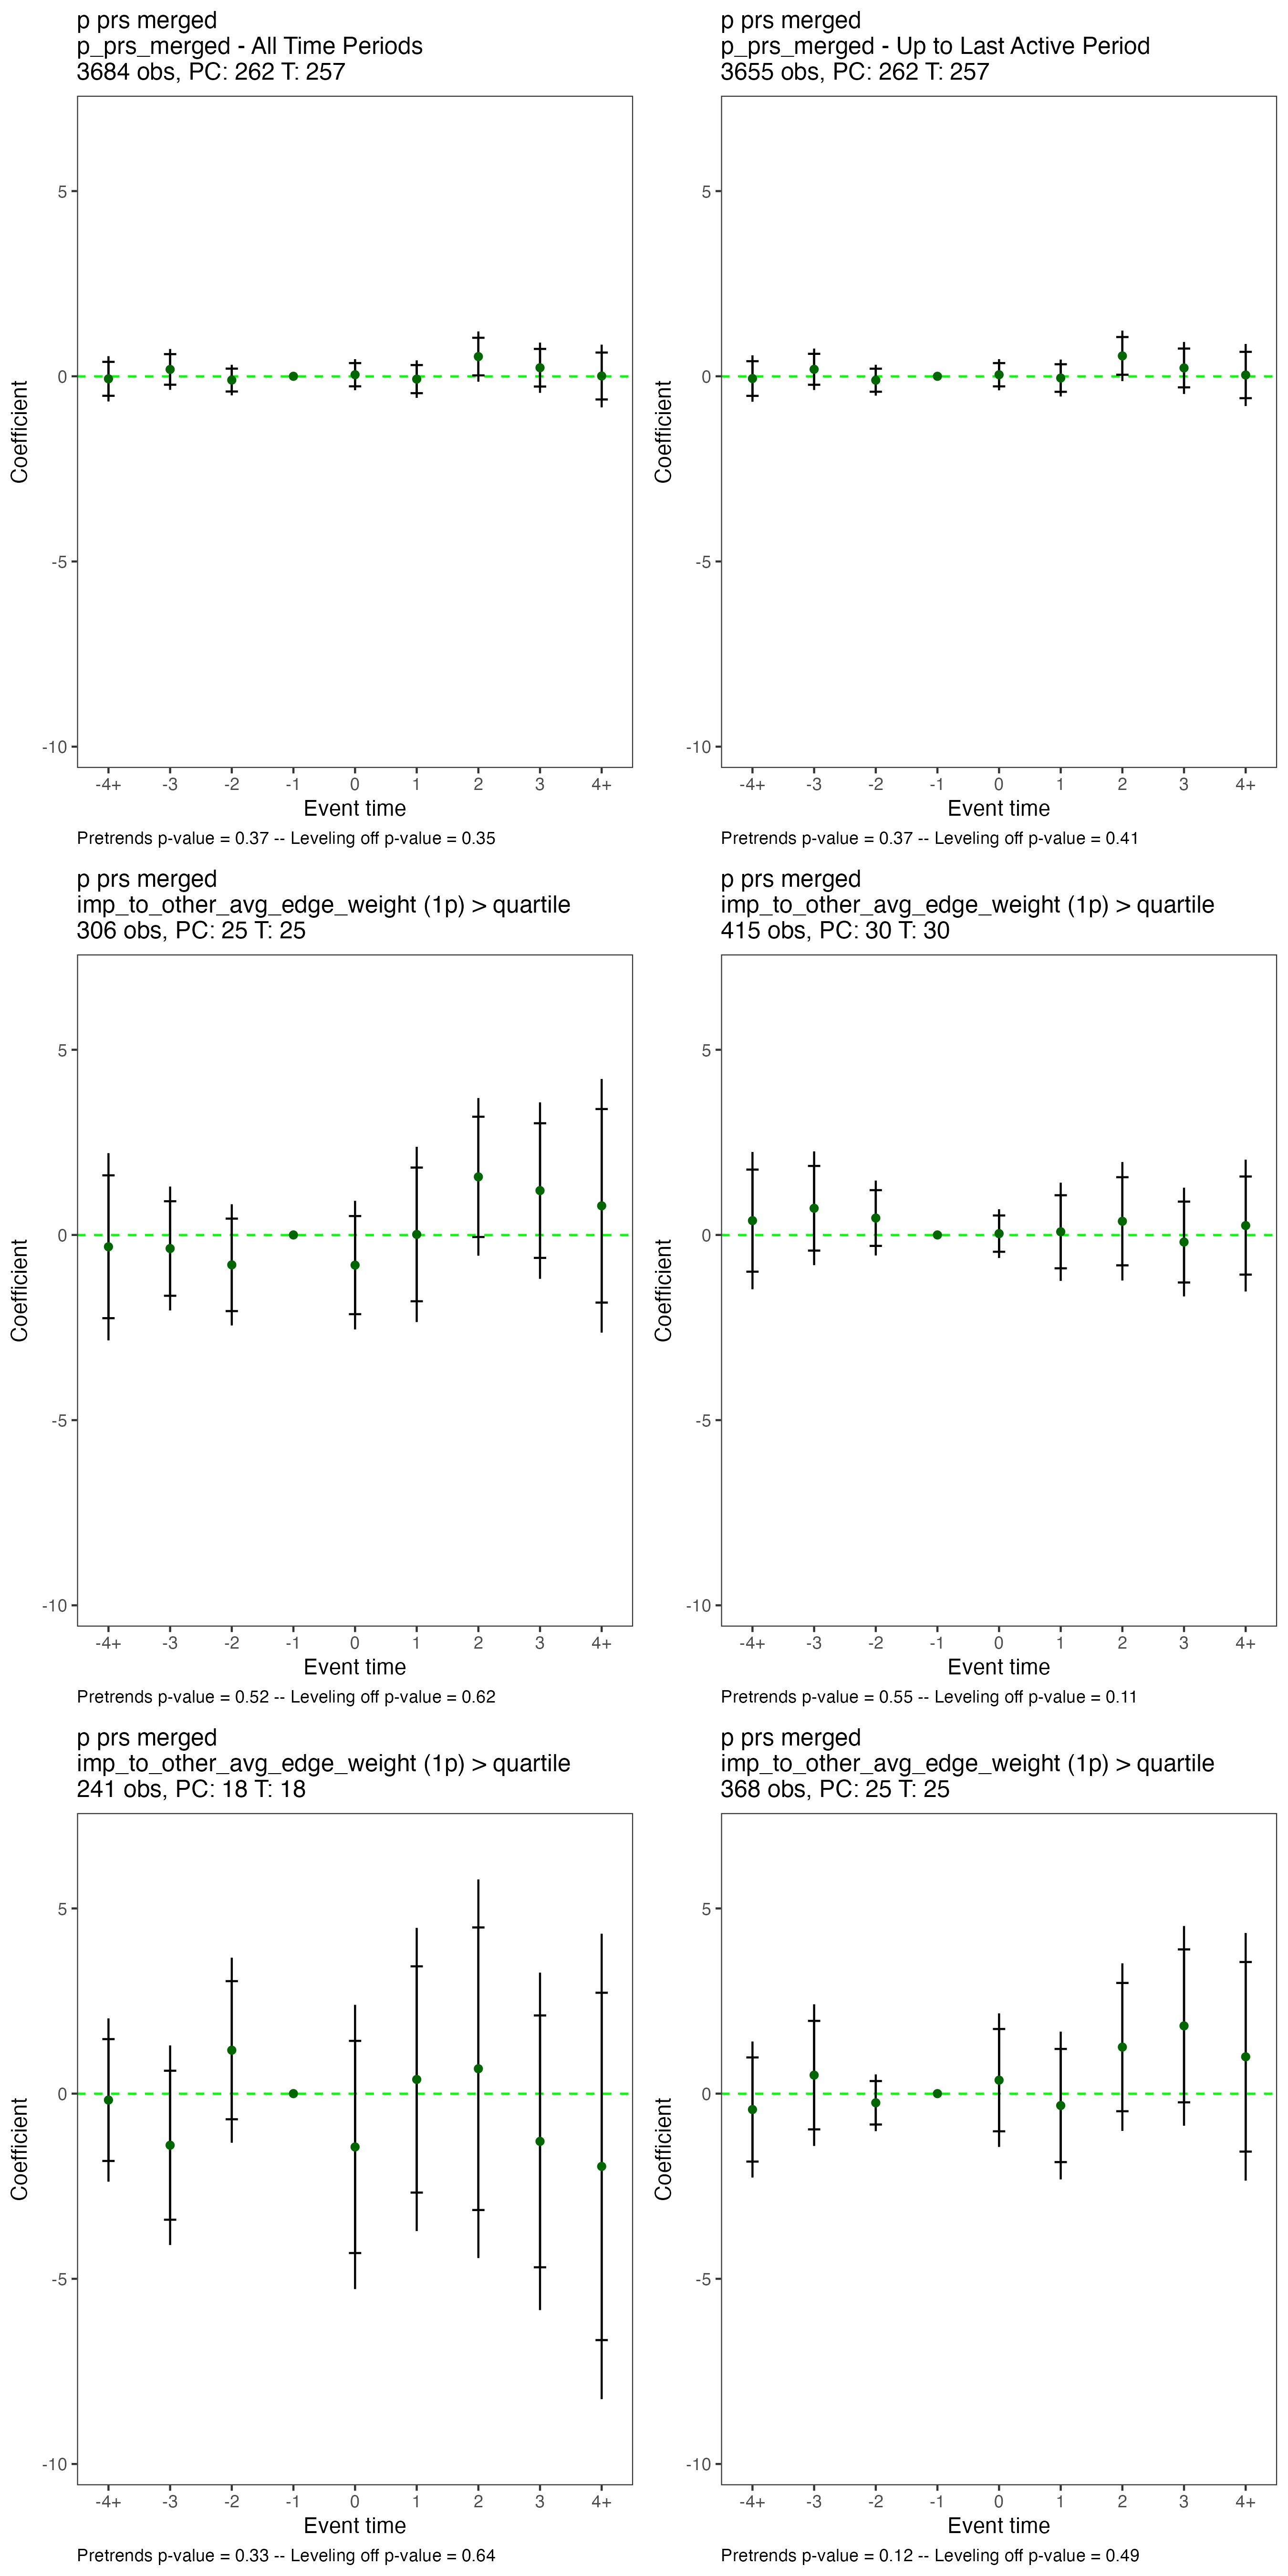 p prs merged
p_prs_merged - All Time Periods
3684 obs, PC: 262 T: 257
5
0
-5
-10
Coefficient
-4+ -3 -2 -1 0 1 2 3 4+
Event time
Pretrends p-value = 0.37 -- Leveling off p-value = 0.35
p prs merged
p_prs_merged - Up to Last Active Period
3655 obs, PC: 262 T: 257
5
0
-5
-10
Coefficient
-4+ -3 -2 -1 0 1 2 3 4+
Event time
Pretrends p-value = 0.37 -- Leveling off p-value = 0.41
p prs merged
imp_to_other_avg_edge_weight (1p) > quartile
306 obs, PC: 25 T: 25
5
0
-5
-10
Coefficient
-4+ -3 -2 -1 0 1 2 3 4+
Event time
Pretrends p-value = 0.52 -- Leveling off p-value = 0.62
p prs merged
imp_to_other_avg_edge_weight (1p) > quartile
415 obs, PC: 30 T: 30
5
0
-5
-10
Coefficient
-4+ -3 -2 -1 0 1 2 3 4+
Event time
Pretrends p-value = 0.55 -- Leveling off p-value = 0.11
p prs merged
imp_to_other_avg_edge_weight (1p) > quartile
241 obs, PC: 18 T: 18
5
0
-5
-10
Coefficient
-4+ -3 -2 -1 0 1 2 3 4+
Event time
Pretrends p-value = 0.33 -- Leveling off p-value = 0.64
p prs merged
imp_to_other_avg_edge_weight (1p) > quartile
368 obs, PC: 25 T: 25
5
0
-5
-10
Coefficient
-4+ -3 -2 -1 0 1 2 3 4+
Event time
Pretrends p-value = 0.12 -- Leveling off p-value = 0.49